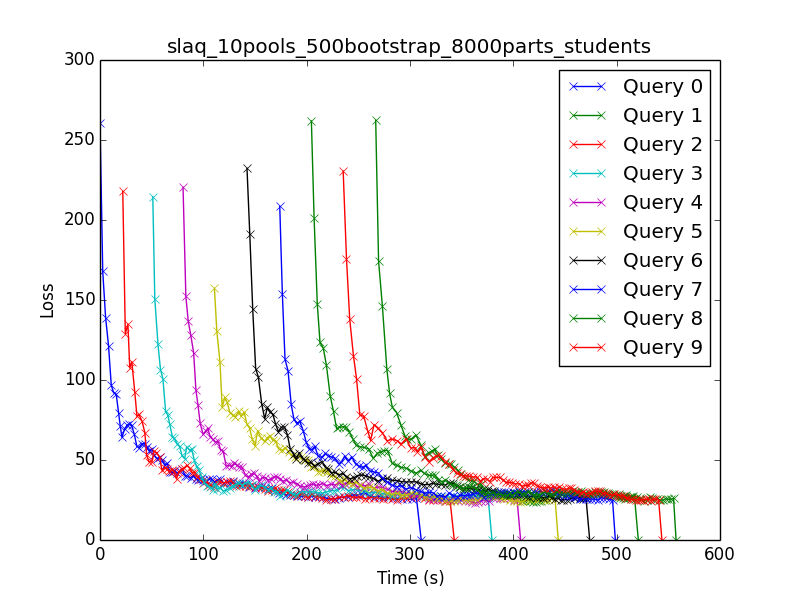 slaq_10pools_500bootstrap_8000parts_students
300
250
200
150
100
50
0
Loss
0 100 200 300 400 500 600
Time (s)
Query 0
Query 1
Query 2
Query 3
Query 4
Query 5
Query 6
Query 7
Query 8
Query 9